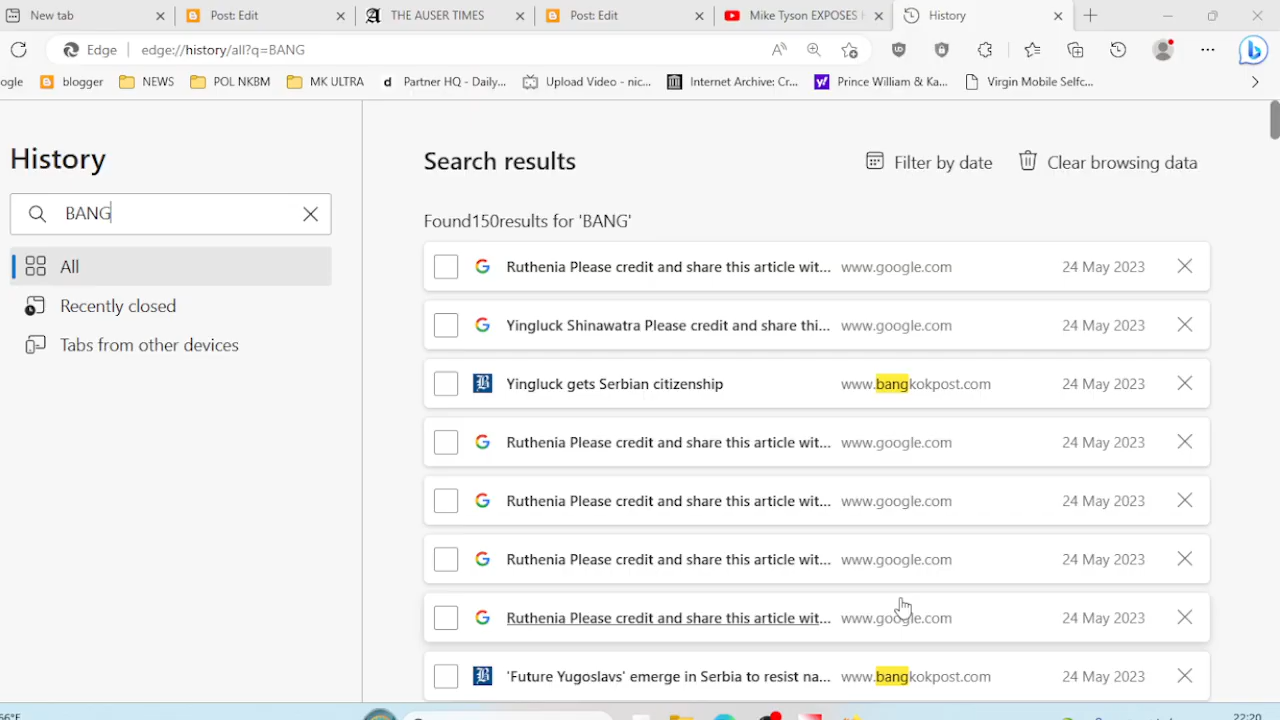 New tab
Post: Edit
THE AUSER TIMES
Post: Edit
Mike Tyson EXPOSES
History
Edge
edge://history/all?q=BANG
ogle
blogger
NEWS
POL NKBM
MK ULTRA
Partner HQ - Daily...
Upload Video - nic...
Internet Archive: Cr...
Prince William & Ka...
Virgin Mobile Selfc...
History
BANG
All
Recently closed
Tabs from other devices
Search results
Filter by date
Clear browsing data
Found150results for 'BANG'
Ruthenia Please credit and share this article wit... www.google.com 24 May 2023
Yingluck Shinawatra Please credit and share thi... www.google.com 24 May 2023
Yingluck gets Serbian citizenship www.bangkokpost.com 24 May 2023
Ruthenia Please credit and share this article wit... www.google.com 24 May 2023
Ruthenia Please credit and share this article wit... www.google.com 24 May 2023
Ruthenia Please credit and share this article wit... www.google.com 24 May 2023
Ruthenia Please credit and share this article wit... www.google.com 24 May 2023
'Future Yugoslavs' emerge in Serbia to resist na... www.bangkokpost.com 24 May 2023
22:20